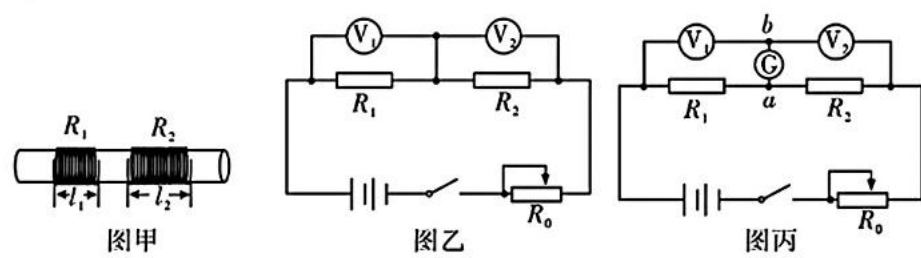 R₁ R₂
l₁ l₂
图甲
V₁ V₂
R₁ R₂
R₀
图乙
b
V₁ V₂
G
R₁ a R₂
R₀
图丙